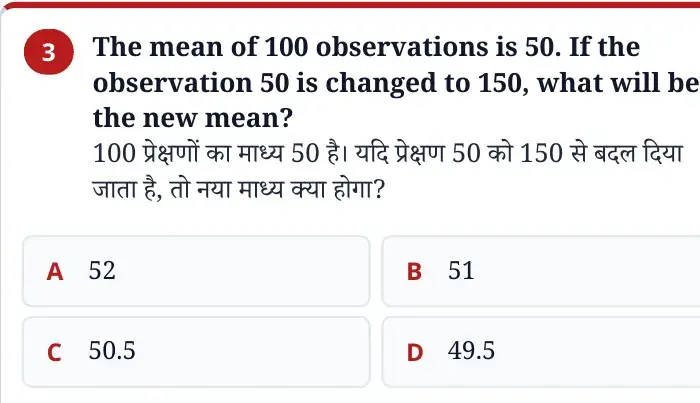 3
The mean of 100 observations is 50. If the
observation 50 is changed to 150, what will be
the new mean?
100 प्रेक्षणों का माध्य 50 है। यदि प्रेक्षण 50 को 150 से बदल दिया
जाता है, तो नया माध्य क्या होगा?
A 52
B 51
C 50.5
D 49.5